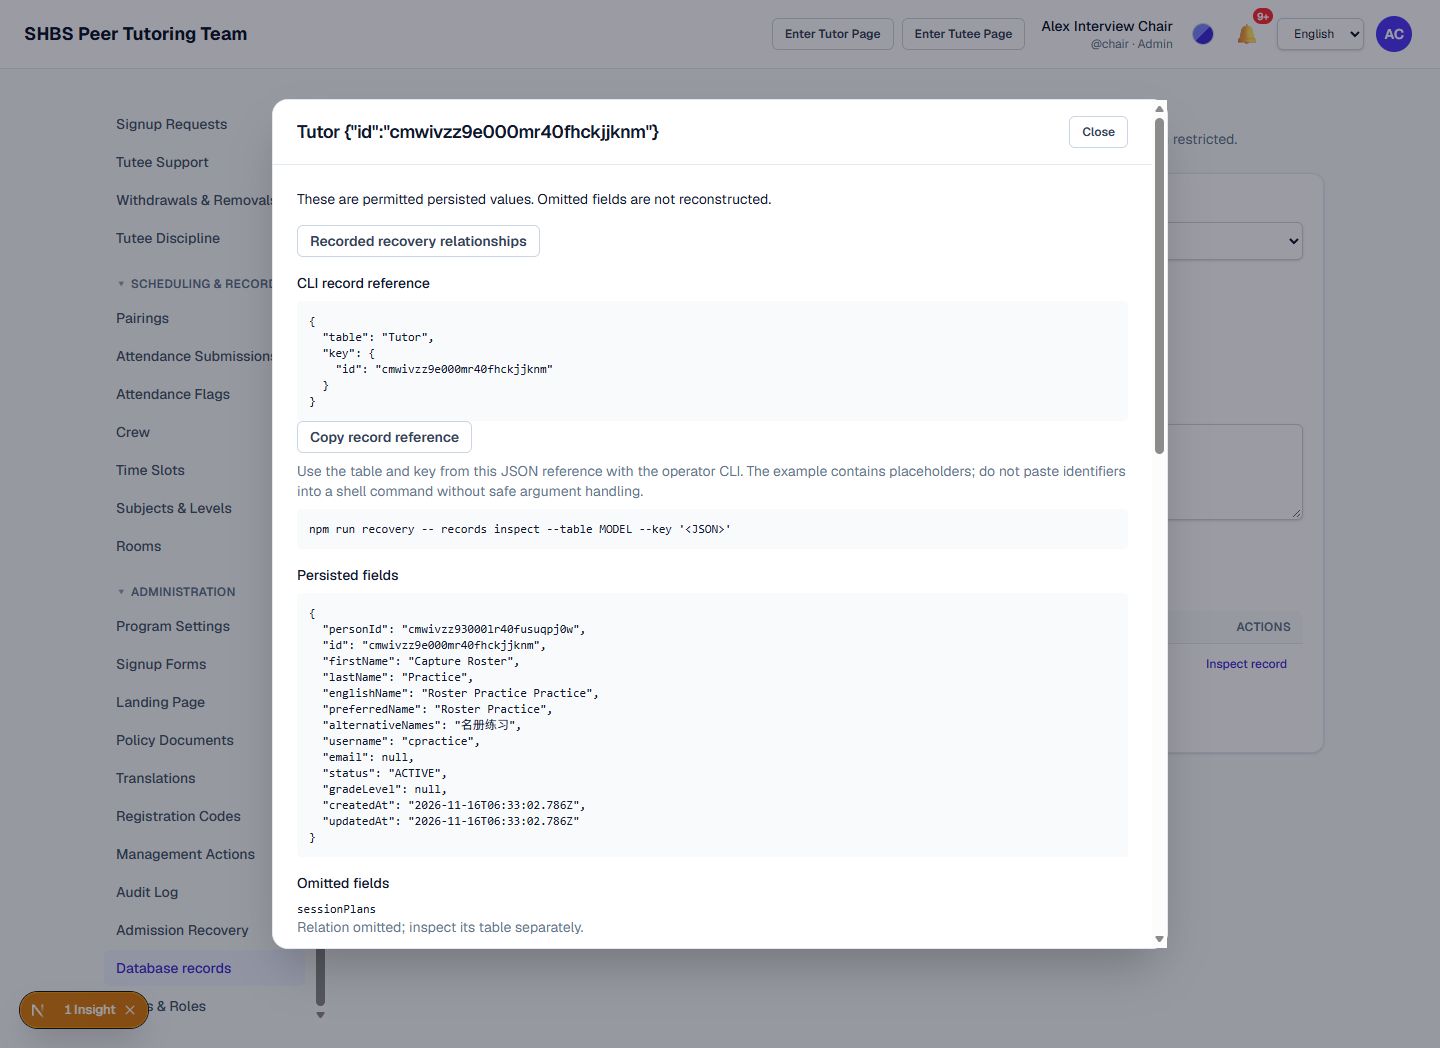 SHBS Peer Tutoring Team
Enter Tutor Page
Enter Tutee Page
Alex Interview Chair
@chair · Admin
9+
English
AC
Signup Requests
Tutee Support
Withdrawals & Removals
Tutee Discipline
SCHEDULING & RECORD
Pairings
Attendance Submissions
Attendance Flags
Crew
Time Slots
Subjects & Levels
Rooms
ADMINISTRATION
Program Settings
Signup Forms
Landing Page
Policy Documents
Translations
Registration Codes
Management Actions
Audit Log
Admission Recovery
Database records
s & Roles
1 Insight
restricted.
ACTIONS
Inspect record
Tutor {"id":"cmwivzz9e000mr40fhckjjknm"}
Close
These are permitted persisted values. Omitted fields are not reconstructed.
Recorded recovery relationships
CLI record reference
{
"table": "Tutor",
"key": {
"id": "cmwivzz9e000mr40fhckjjknm"
}
}
Copy record reference
Use the table and key from this JSON reference with the operator CLI. The example contains placeholders; do not paste identifiers
into a shell command without safe argument handling.
npm run recovery -- records inspect --table MODEL --key '<JSON>'
Persisted fields
{
"personId": "cmwivzz93000lr40fusuqpj0w",
"id": "cmwivzz9e000mr40fhckjjknm",
"firstName": "Capture Roster",
"lastName": "Practice",
"englishName": "Roster Practice Practice",
"preferredName": "Roster Practice",
"alternativeNames": "名册练习",
"username": "cpractice",
"email": null,
"status": "ACTIVE",
"gradeLevel": null,
"createdAt": "2026-11-16T06:33:02.786Z",
"updatedAt": "2026-11-16T06:33:02.786Z"
}
Omitted fields
sessionPlans
Relation omitted; inspect its table separately.